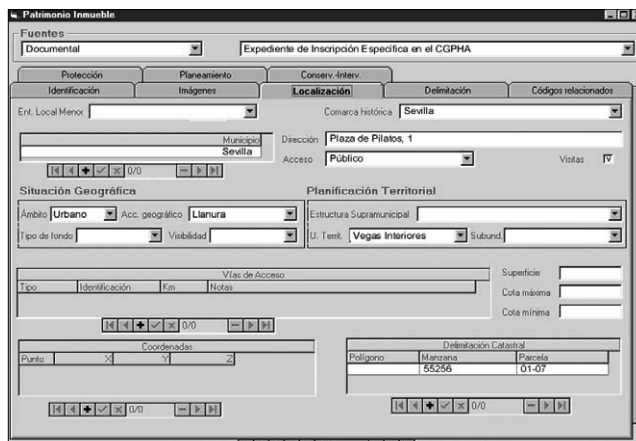 Patrimonio Inmueble
Fuentes
Documental Expediente de Inscripción Específica en el CGPHA
Protección Planeamiento Conserv.-Interv.
Identificación Imágenes Localización Delimitación Códigos relacionados
Ent. Local Menor Comarca histórica Sevilla
Municipio
Sevilla
Dirección Plaza de Pilatos, 1
Acceso Público Visitas
0/0
Situación Geográfica Planificación Territorial
Ámbito Urbano Acc. geográfico Llanura Estructura Supramunicipal
Tipo de fondo Visibilidad U. Territ. Vegas Interiores Subund.
Vías de Acceso
Tipo Identificación Km Notas
Superficie
Cota máxima
Cota mínima
0/0
Coordenadas
Punto X Y Z
0/0
Delimitación Catastral
Polígono Manzana Parcela
55256 01-07
0/0